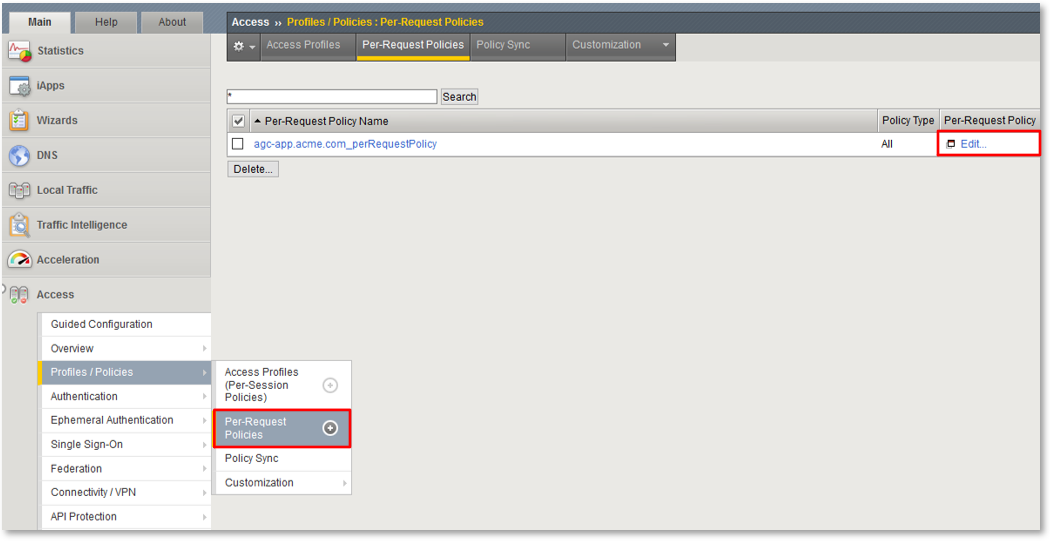 Main Help About
Access ›› Profiles / Policies : Per-Request Policies
Access Profiles Per-Request Policies Policy Sync Customization
Statistics
iApps
Wizards
DNS
Local Traffic
Traffic Intelligence
Acceleration
Access
Guided Configuration
Overview
Profiles / Policies
Authentication
Ephemeral Authentication
Single Sign-On
Federation
Connectivity / VPN
API Protection
Access Profiles
(Per-Session
Policies)
Per-Request
Policies
Policy Sync
Customization
* Search
Per-Request Policy Name Policy Type Per-Request Policy
agc-app.acme.com_perRequestPolicy All Edit...
Delete...